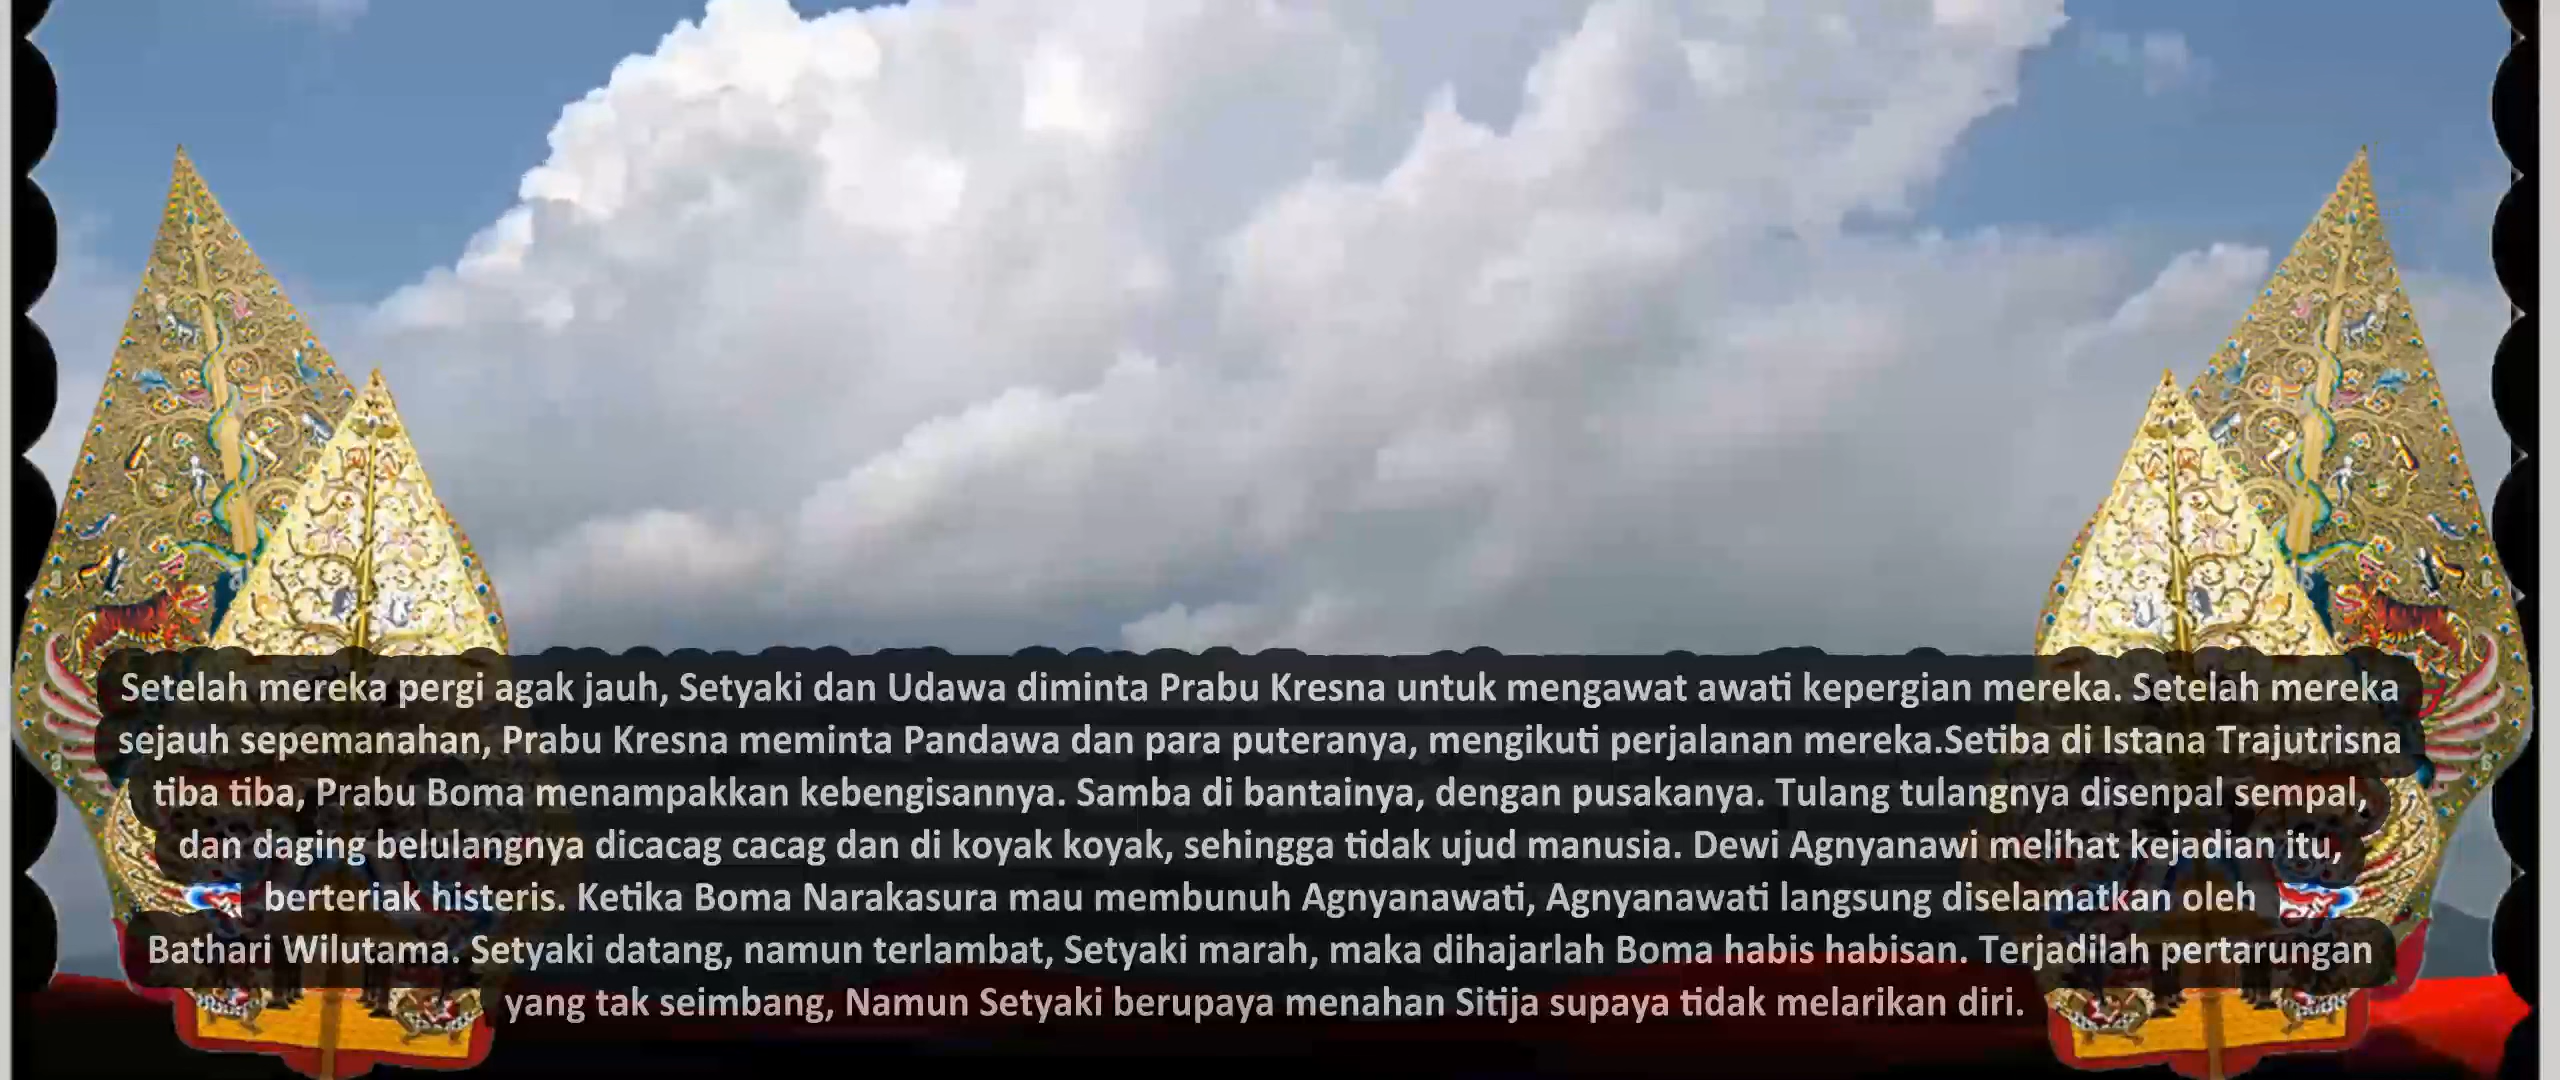 Setelah mereka pergi agak jauh, Setyaki dan Udawa diminta Prabu Kresna untuk mengawat awati kepergian mereka. Setelah mereka
sejauh sepemanahan, Prabu Kresna meminta Pandawa dan para puteranya, mengikuti perjalanan mereka.Setiba di Istana Trajutrisna
tiba tiba, Prabu Boma menampakkan kebengisannya. Samba di bantainya, dengan pusakanya. Tulang tulangnya disenpal sempal,
dan daging belulangnya dicacag cacag dan di koyak koyak, sehingga tidak ujud manusia. Dewi Agnyanawi melihat kejadian itu,
berteriak histeris. Ketika Boma Narakasura mau membunuh Agnyanawati, Agnyanawati langsung diselamatkan oleh
Bathari Wilutama. Setyaki datang, namun terlambat, Setyaki marah, maka dihajarlah Boma habis habisan. Terjadilah pertarungan
yang tak seimbang, Namun Setyaki berupaya menahan Sitija supaya tidak melarikan diri.